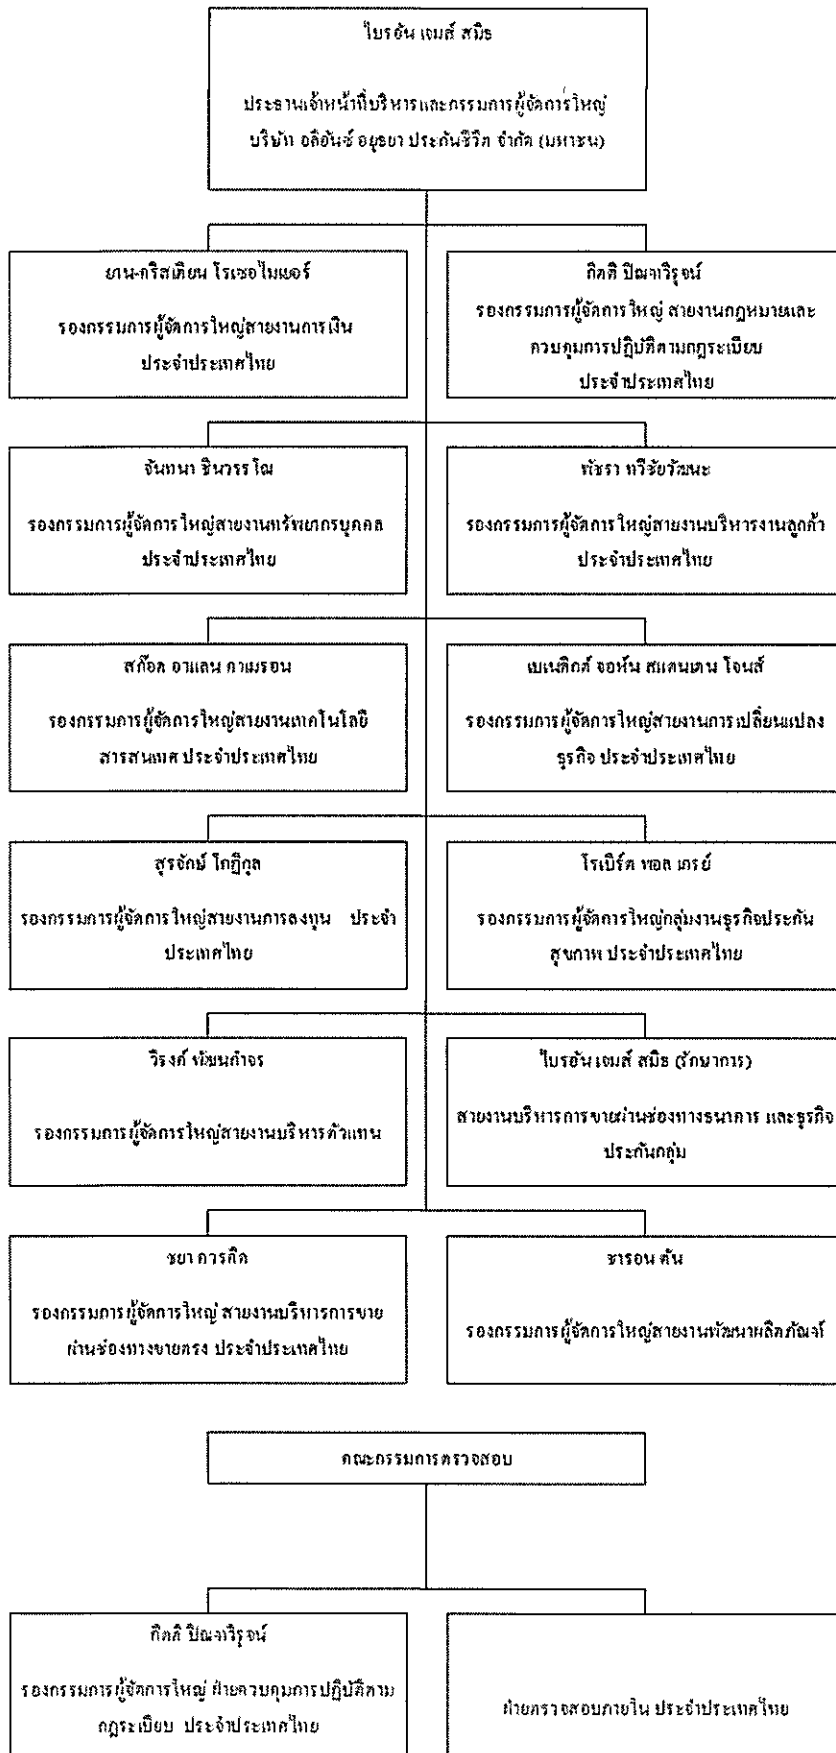 ไบรอัน เจมส์ สมิธ
ประธานเจ้าหน้าที่บริหารและกรรมการผู้จัดการใหญ่
บริษัท อลิอันซ์ อยุธยา ประกันชีวิต จำกัด (มหาชน)
ยาน-คริสเตียน โรเซอไมเยอร์
รองกรรมการผู้จัดการใหญ่สายงานการเงิน
ประจำประเทศไทย
กิตติ ปิณฑวิรุจน์
รองกรรมการผู้จัดการใหญ่ สายงานกฎหมายและ
ควบคุมการปฏิบัติตามกฎระเบียบ
ประจำประเทศไทย
จันทนา ชินวรรโณ
รองกรรมการผู้จัดการใหญ่สายงานทรัพยากรบุคคล
ประจำประเทศไทย
พัชรา ทวีชัยวัฒนะ
รองกรรมการผู้จัดการใหญ่สายงานบริหารงานลูกค้า
ประจำประเทศไทย
สก๊อต อาแลน คาเมรอน
รองกรรมการผู้จัดการใหญ่สายงานเทคโนโลยี
สารสนเทศ ประจำประเทศไทย
เบเนดิกต์ จอห์น สแตนเดน โจนส์
รองกรรมการผู้จัดการใหญ่สายงานการเปลี่ยนแปลง
ธุรกิจ ประจำประเทศไทย
สุรจักษ์ โกฏิกุล
รองกรรมการผู้จัดการใหญ่สายงานการลงทุน ประจำ
ประเทศไทย
โรเบิร์ต พอล เกรย์
รองกรรมการผู้จัดการใหญ่กลุ่มงานธุรกิจประกัน
สุขภาพ ประจำประเทศไทย
วิรงค์ พัฒนกำจร
รองกรรมการผู้จัดการใหญ่สายงานบริหารตัวแทน
ไบรอัน เจมส์ สมิธ (รักษาการ)
สายงานบริหารการขายผ่านช่องทางธนาคาร และธุรกิจ
ประกันกลุ่ม
ชยา ควรคิด
รองกรรมการผู้จัดการใหญ่ สายงานบริหารการขาย
ผ่านช่องทางขายตรง ประจำประเทศไทย
ชารอน ตัน
รองกรรมการผู้จัดการใหญ่สายงานพัฒนาผลิตภัณฑ์
คณะกรรมการตรวจสอบ
กิตติ ปิณฑวิรุจน์
รองกรรมการผู้จัดการใหญ่ ฝ่ายควบคุมการปฏิบัติตาม
กฎระเบียบ ประจำประเทศไทย
ฝ่ายตรวจสอบภายใน ประจำประเทศไทย